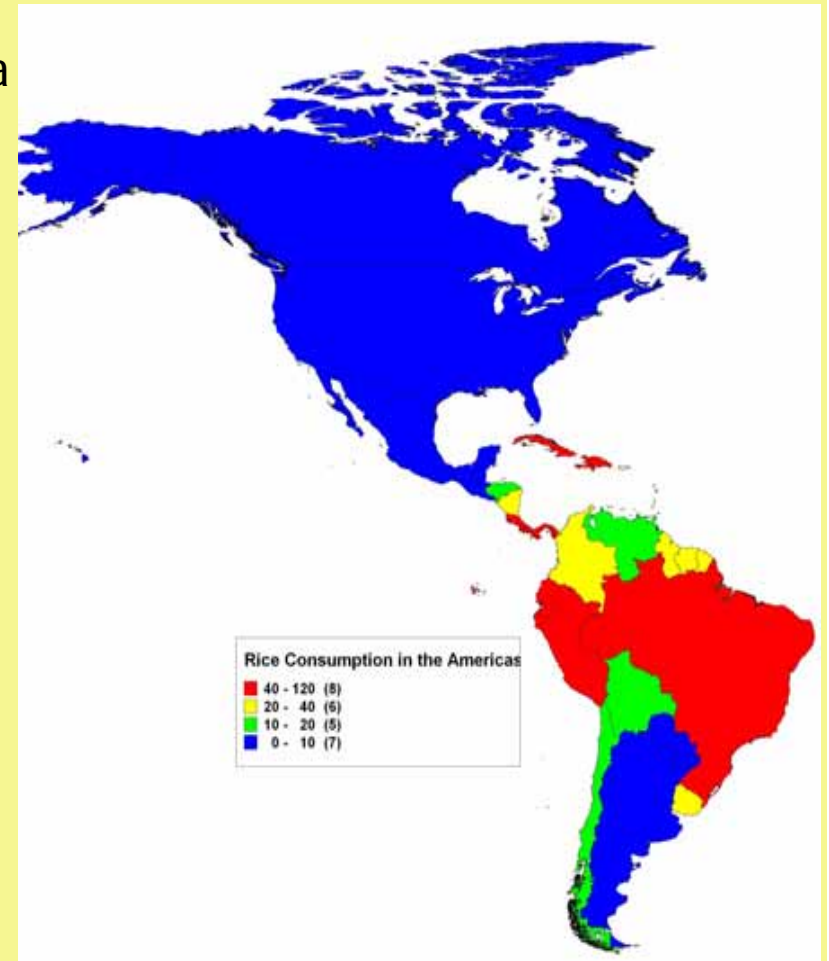 a
Rice Consumption in the Americas
40 - 120 (8)
20 - 40 (6)
10 - 20 (5)
0 - 10 (7)